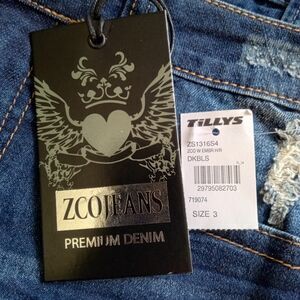 ZCOJEANS
PREMIUM DENIM
TiLLYS
ZS1316S4
ZCO W EMBR H/R
DKBLS
29795082703
719074
SIZE 3